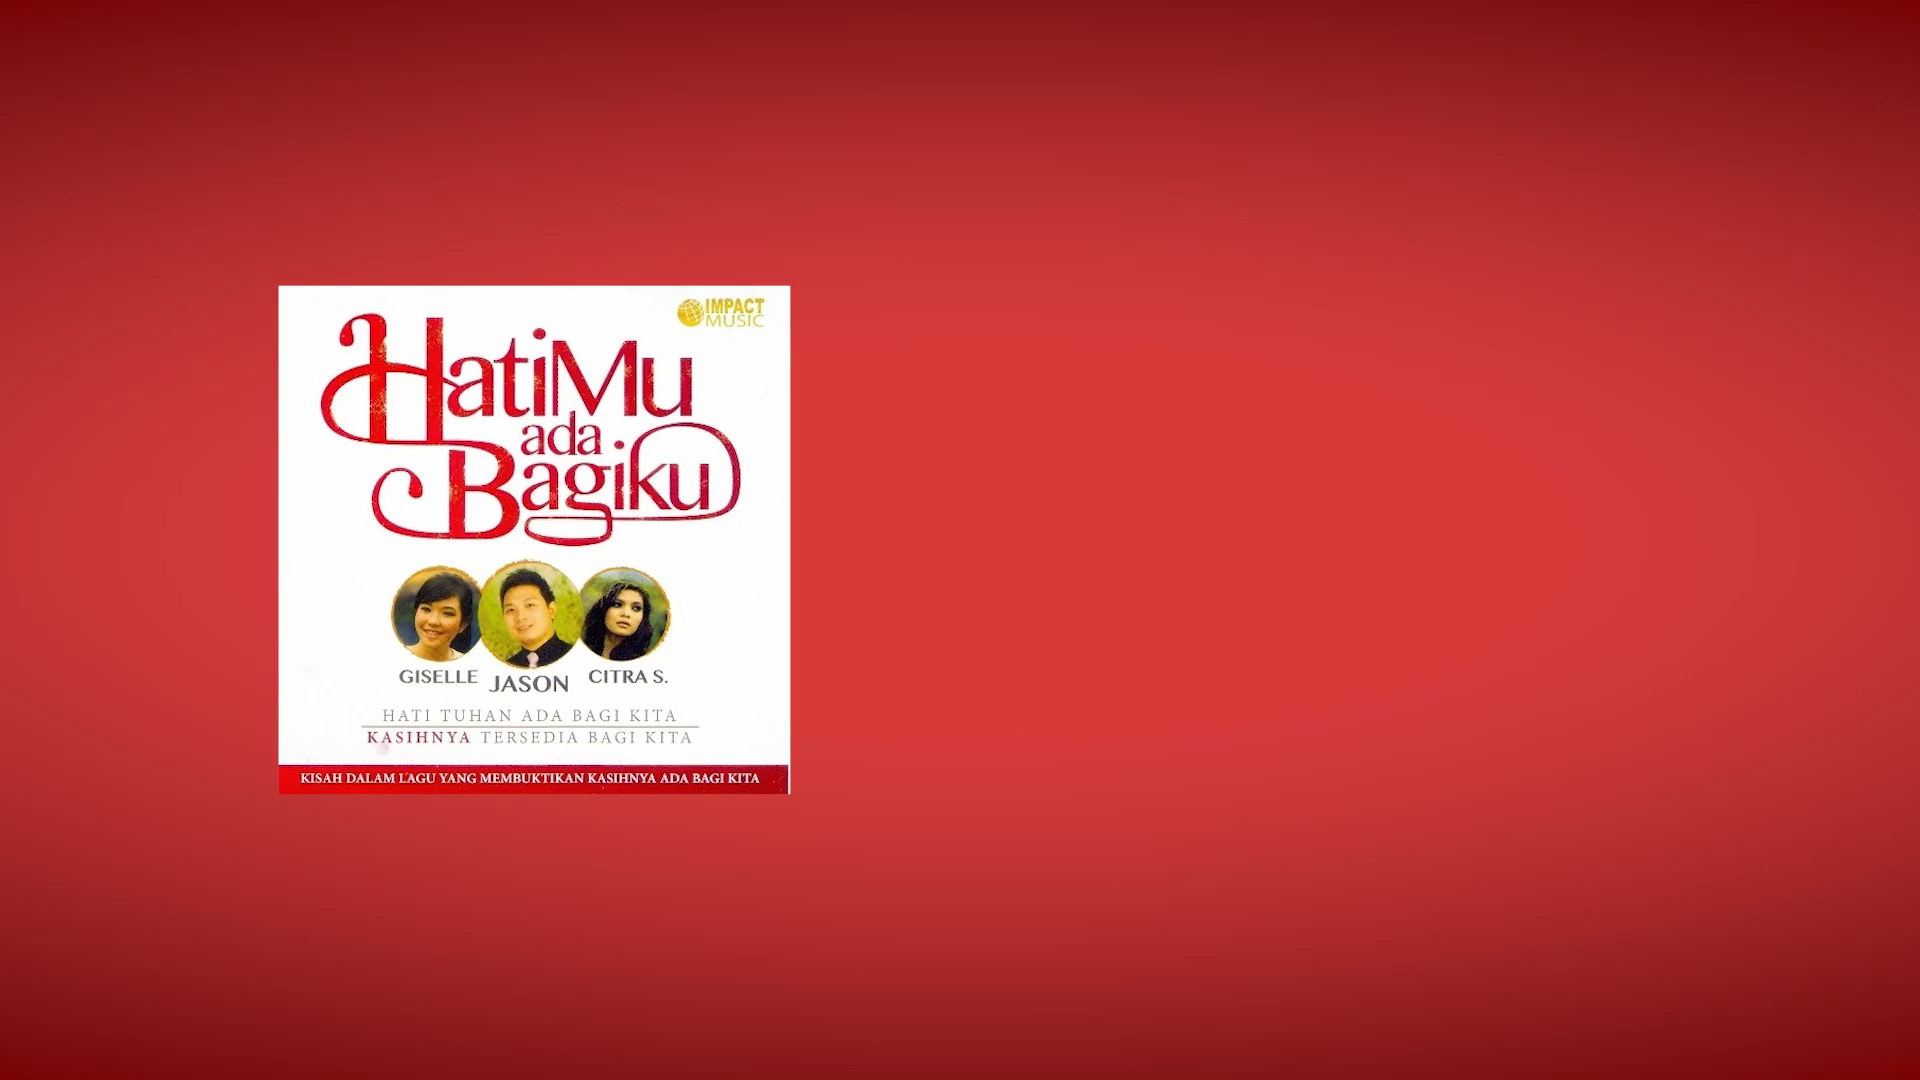 IMPACT
MUSIC
HatiMu
ada
Bagiku
GISELLE
JASON
CITRA S.
HATI TUHAN ADA BAGI KITA
KASIHNYA TERSEDIA BAGI KITA
KISAH DALAM LAGU YANG MEMBUKTIKAN KASIHNYA ADA BAGI KITA